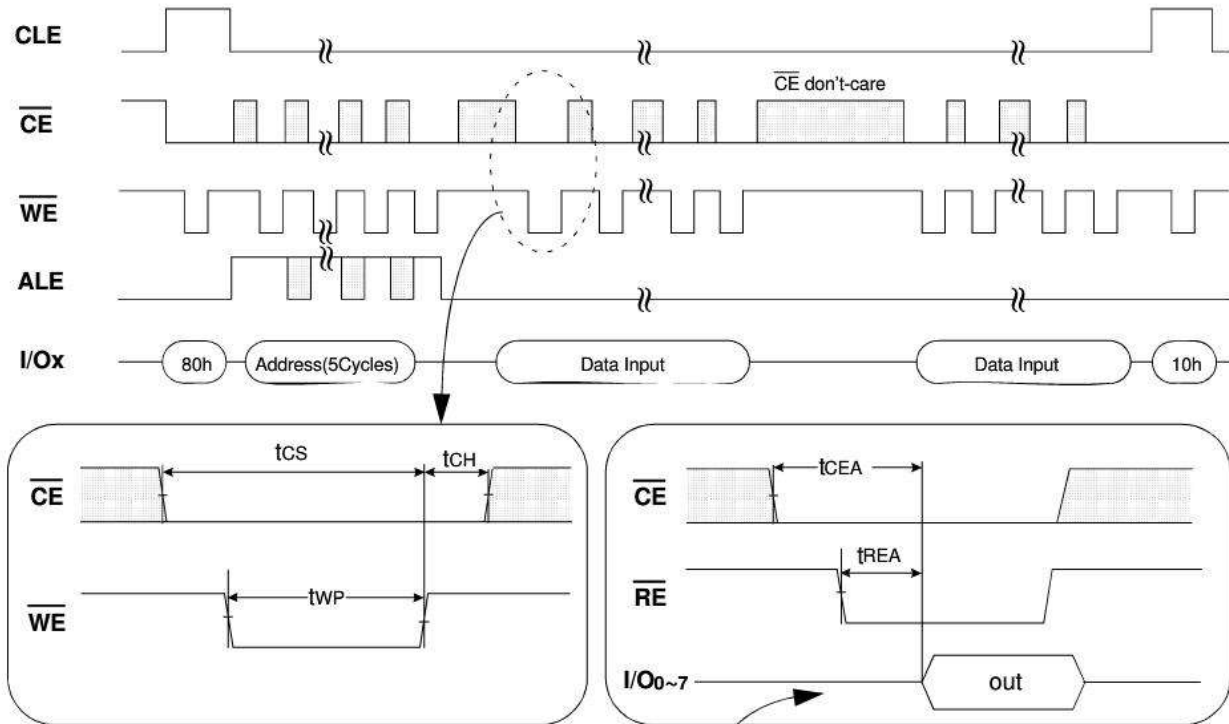 CLE
CE don't-care
CE
WE
ALE
I/Ox
80h
Address(5Cycles)
Data Input
Data Input
10h
tCS
tCH
CE
tWP
WE
tCEA
CE
tREA
RE
I/O0~7
out